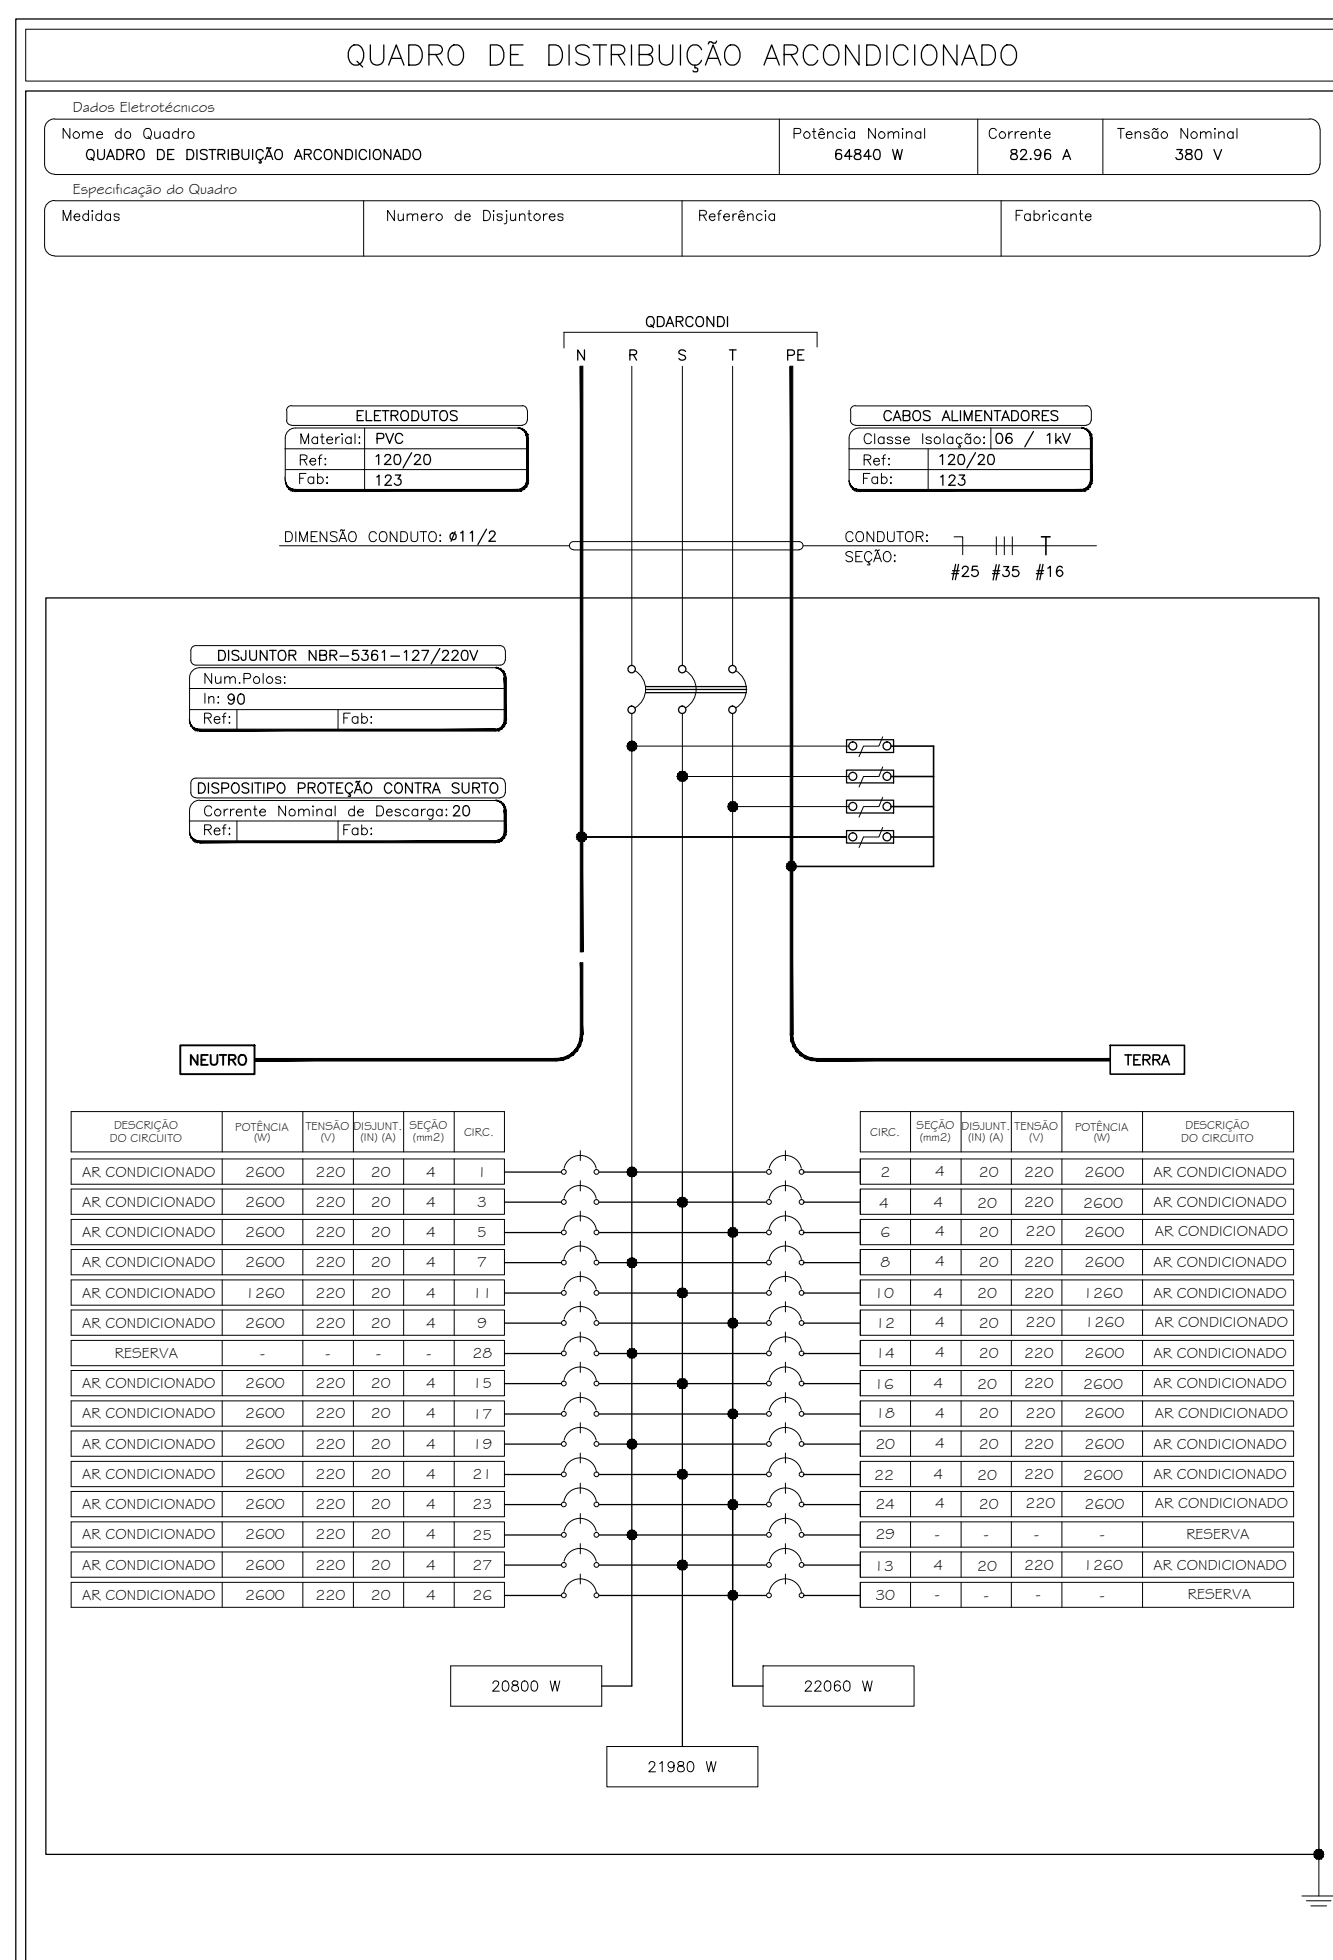 QUADRO DE DISTRIBUIÇÃO ARCONDICIONADO
Dados Eletrotécnicos
Nome do Quadro
QUADRO DE DISTRIBUIÇÃO ARCONDICIONADO
Potência Nominal
64840 W
Corrente
82.96 A
Tensão Nominal
380 V
Especificação do Quadro
Medidas
Numero de Disjuntores
Referência
Fabricante
QDARCONDI
N R S T PE
ELETRODUTOS
Material: PVC
Ref: 120/20
Fab: 123
CABOS ALIMENTADORES
Classe Isolação: 06 / 1kV
Ref: 120/20
Fab: 123
DIMENSÃO CONDUTO: ø11/2
CONDUTOR:
SEÇÃO:
#25 #35 #16
DISJUNTOR NBR-5361-127/220V
Num.Polos:
In: 90
Ref: Fab:
DISPOSITIPO PROTEÇÃO CONTRA SURTO
Corrente Nominal de Descarga: 20
Ref: Fab:
NEUTRO
TERRA
DESCRIÇÃO DO CIRCUITO POTÊNCIA (W) TENSÃO (V) DISJUNT. (IN) (A) SEÇÃO (mm2) CIRC.
AR CONDICIONADO 2600 220 20 4 1
AR CONDICIONADO 2600 220 20 4 3
AR CONDICIONADO 2600 220 20 4 5
AR CONDICIONADO 2600 220 20 4 7
AR CONDICIONADO 1260 220 20 4 11
AR CONDICIONADO 2600 220 20 4 9
RESERVA - - - - 28
AR CONDICIONADO 2600 220 20 4 15
AR CONDICIONADO 2600 220 20 4 17
AR CONDICIONADO 2600 220 20 4 19
AR CONDICIONADO 2600 220 20 4 21
AR CONDICIONADO 2600 220 20 4 23
AR CONDICIONADO 2600 220 20 4 25
AR CONDICIONADO 2600 220 20 4 27
AR CONDICIONADO 2600 220 20 4 26
CIRC. SEÇÃO (mm2) DISJUNT. (IN) (A) TENSÃO (V) POTÊNCIA (W) DESCRIÇÃO DO CIRCUITO
2 4 20 220 2600 AR CONDICIONADO
4 4 20 220 2600 AR CONDICIONADO
6 4 20 220 2600 AR CONDICIONADO
8 4 20 220 2600 AR CONDICIONADO
10 4 20 220 1260 AR CONDICIONADO
12 4 20 220 1260 AR CONDICIONADO
14 4 20 220 2600 AR CONDICIONADO
16 4 20 220 2600 AR CONDICIONADO
18 4 20 220 2600 AR CONDICIONADO
20 4 20 220 2600 AR CONDICIONADO
22 4 20 220 2600 AR CONDICIONADO
24 4 20 220 2600 AR CONDICIONADO
29 - - - - RESERVA
13 4 20 220 1260 AR CONDICIONADO
30 - - - - RESERVA
20800 W
22060 W
21980 W